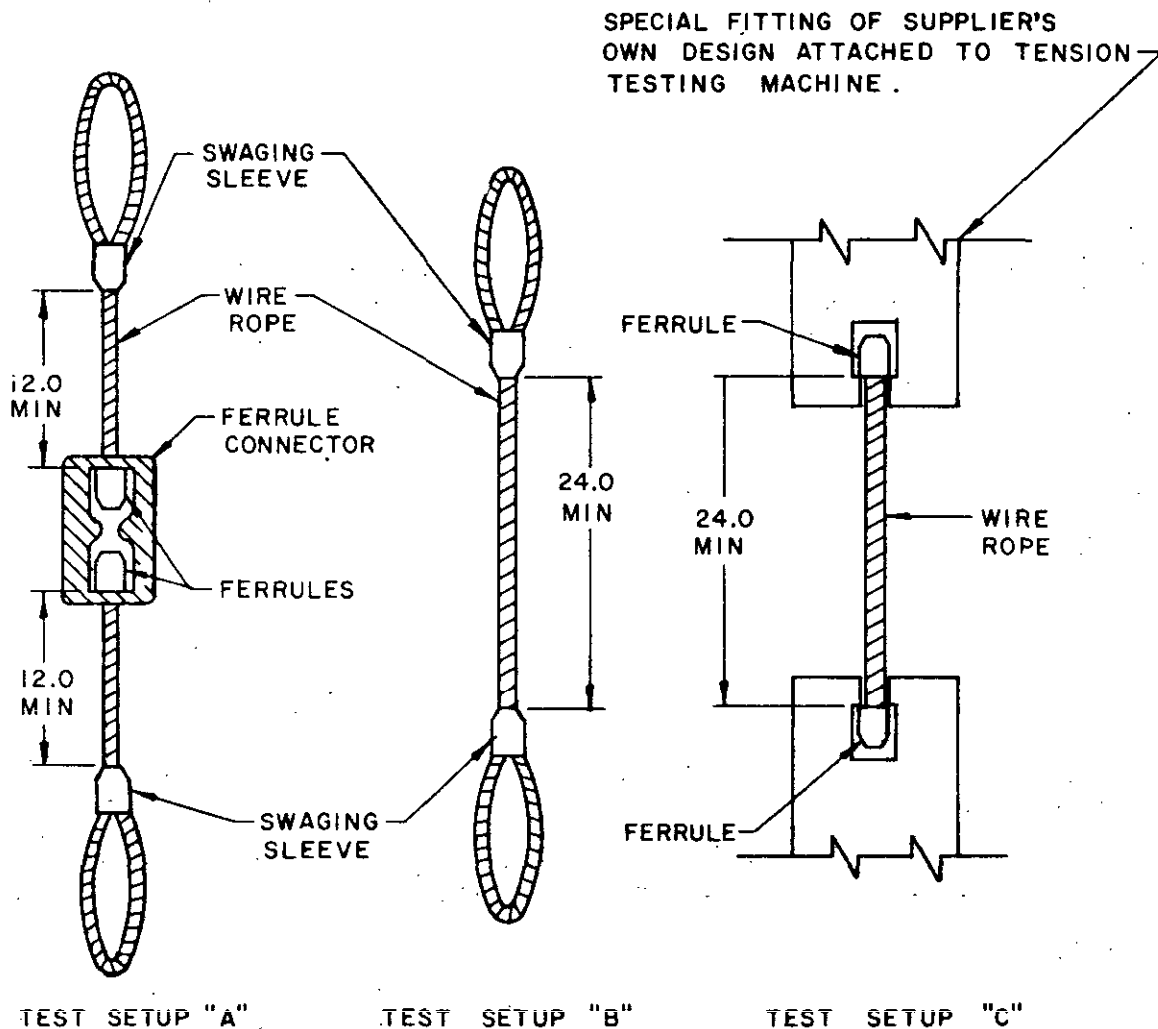 SPECIAL FITTING OF SUPPLIER'S
OWN DESIGN ATTACHED TO TENSION
TESTING MACHINE.
SWAGING
SLEEVE
WIRE
ROPE
12.0
MIN
FERRULE
CONNECTOR
FERRULES
12.0
MIN
SWAGING
SLEEVE
24.0
MIN
FERRULE
24.0
MIN
WIRE
ROPE
FERRULE
TEST SETUP "A"
TEST SETUP "B"
TEST SETUP "C"